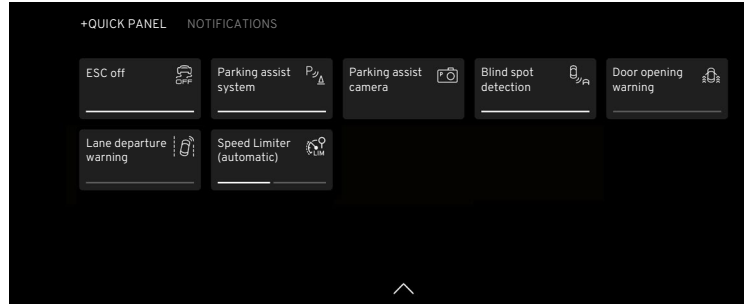 +QUICK PANEL NOTIFICATIONS
ESC off
OFF
Parking assist
system
P
Parking assist
camera
P
Blind spot
detection
Door opening
warning
Lane departure
warning
Speed Limiter
(automatic)
LIM